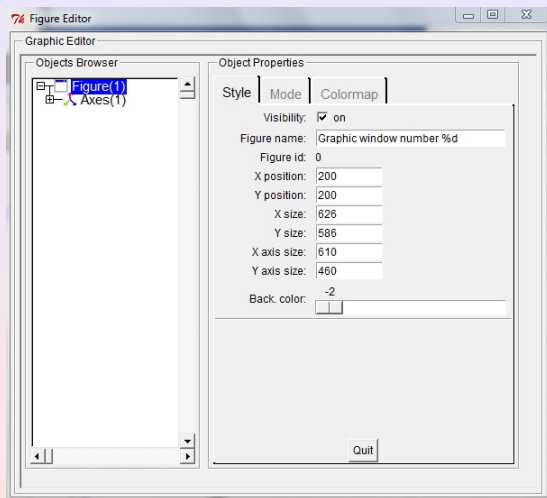 Figure Editor
Graphic Editor
Objects Browser
Figure(1)
Axes(1)
Object Properties
Style Mode Colormap
Visibility: on
Figure name: Graphic window number %d
Figure id: 0
X position: 200
Y position: 200
X size: 626
Y size: 586
X axis size: 610
Y axis size: 460
-2
Back. color:
Quit